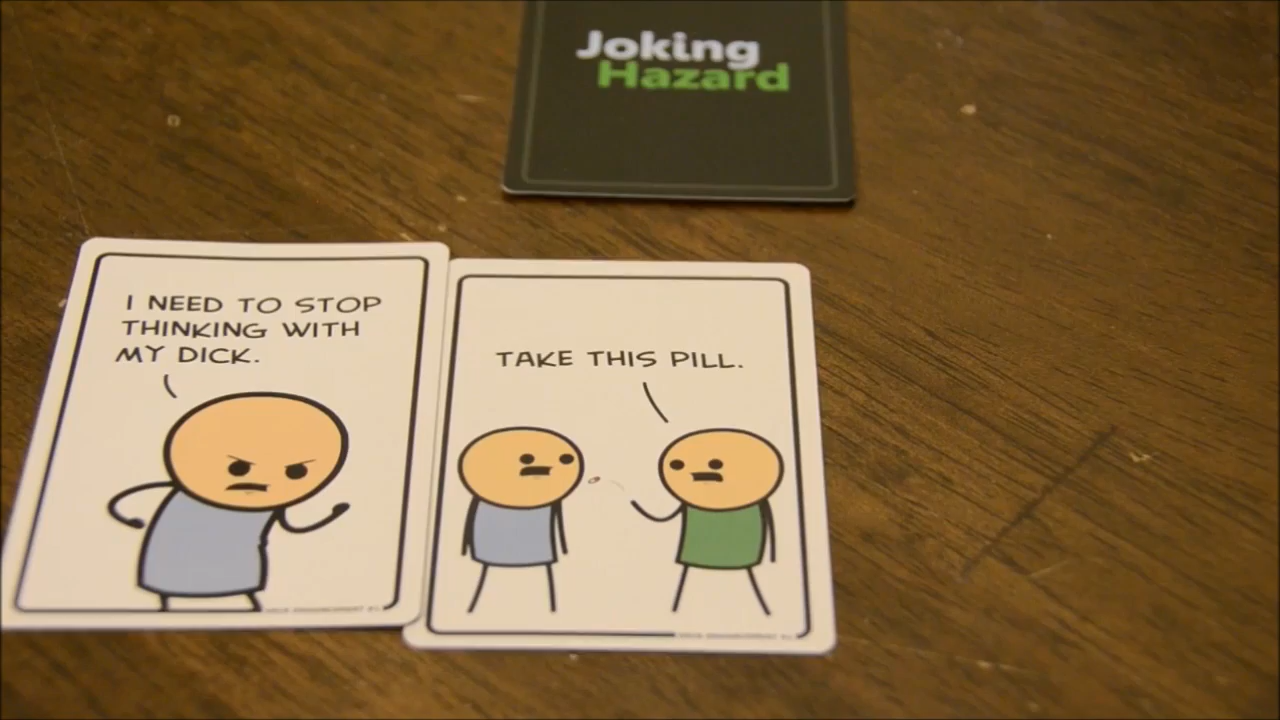 Joking
Hazard
I NEED TO STOP
THINKING WITH
MY DICK.
TAKE THIS PILL.